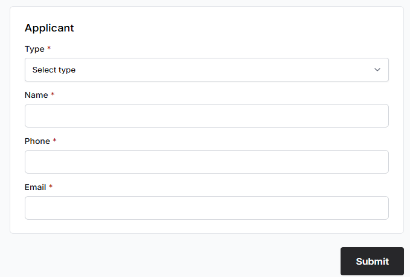 Applicant
Type *
Select type
Name *
Phone *
Email *
Submit